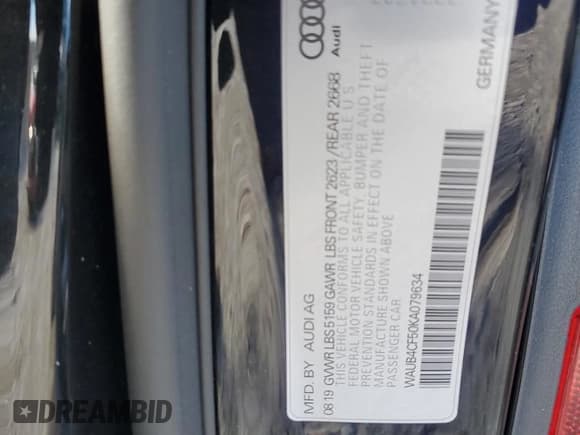 MFD. BY AUDI AG
0819 GVWR LBS 5159 GAWR LBS FRONT 2623 / REAR 2668
THIS VEHICLE CONFORMS TO ALL APPLICABLE U.S.
FEDERAL MOTOR VEHICLE SAFETY, BUMPER AND THEFT
PREVENTION STANDARDS IN EFFECT ON THE DATE OF
MANUFACTURE SHOWN ABOVE
PASSENGER CAR
WAUB4CF50KA079634
Audi
GERMANY
DREAMBID